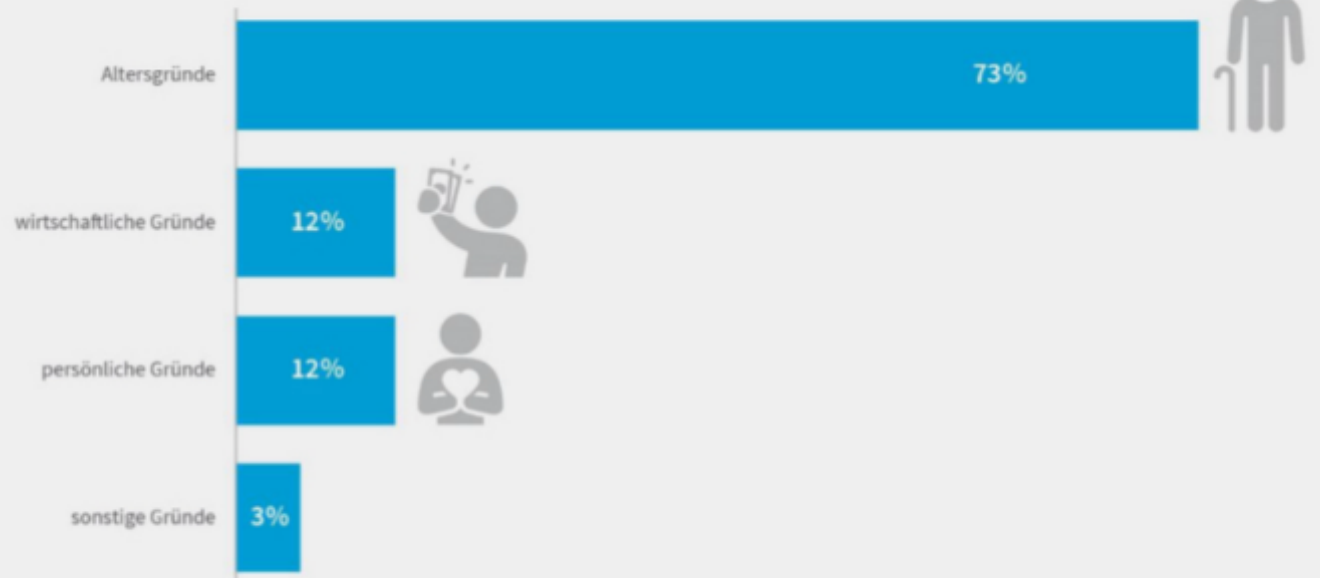 Altersgründe 73%
wirtschaftliche Gründe 12%
persönliche Gründe 12%
sonstige Gründe 3%